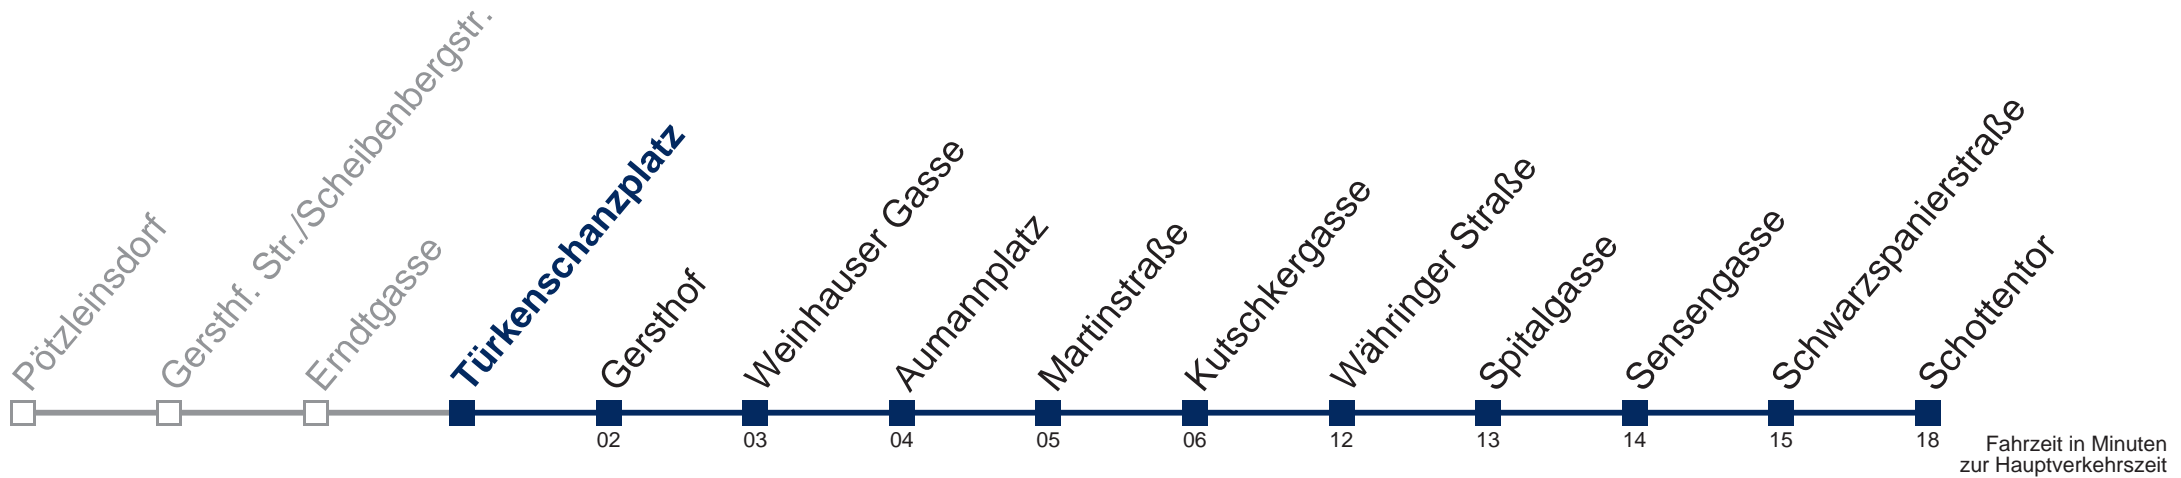 Pötzleinsdorf
Gersthf. Str./Scheibenbergstr.
Erndtgasse
Türkenschanzplatz
Gersthof
Weinhauser Gasse
Aumannplatz
Martinstraße
Kutschkergasse
Währinger Straße
Spitalgasse
Sensengasse
Schwarzspanierstraße
Schottentor
02
03
04
05
06
12
13
14
15
18
Fahrzeit in Minuten
zur Hauptverkehrszeit